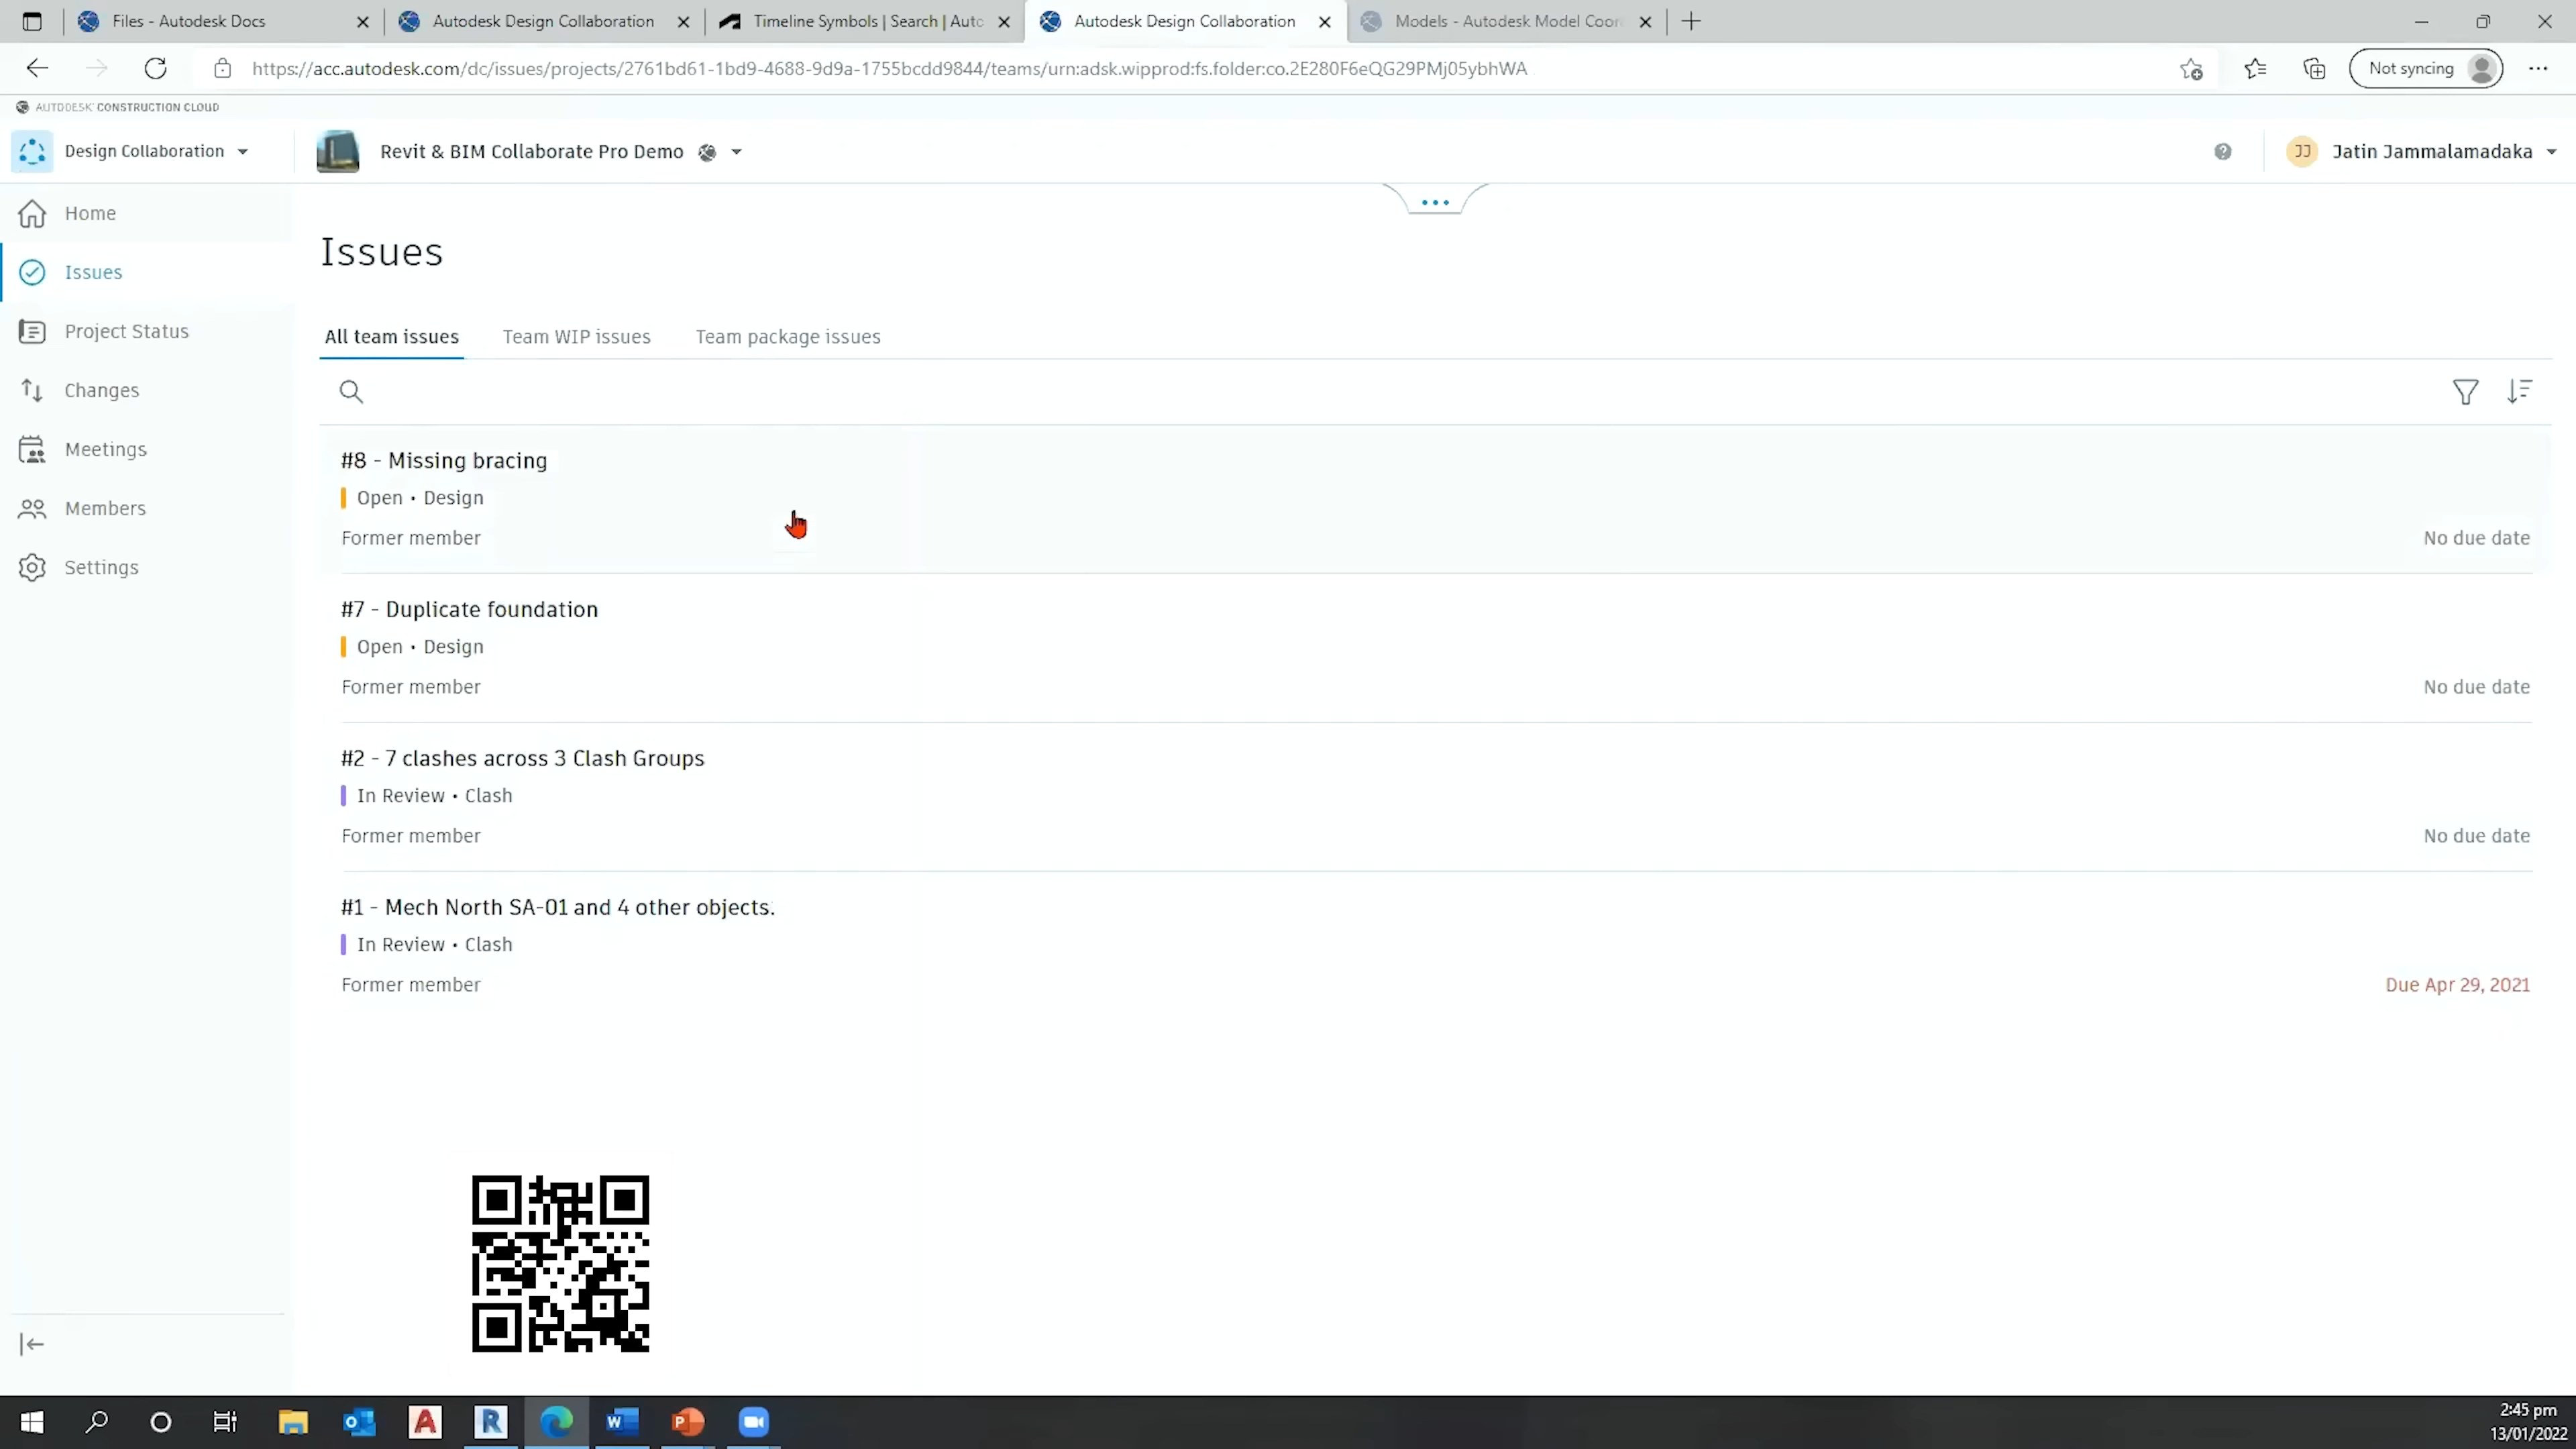 Files - Autodesk Docs
Autodesk Design Collaboration
Timeline Symbols | Search | Autc
Autodesk Design Collaboration
Models - Autodesk Model Coor
https://acc.autodesk.com/dc/issues/projects/2761bd61-1bd9-4688-9d9a-1755bcdd9844/teams/urn:adsk.wipprod:fs.folder:co.2E280F6eQG29PMj05ybhWA
Not syncing
AUTODESK CONSTRUCTION CLOUD
Design Collaboration
Revit & BIM Collaborate Pro Demo
JJ
Jatin Jammalamadaka
Home
Issues
Project Status
Changes
Meetings
Members
Settings
Issues
All team issues
Team WIP issues
Team package issues
#8 - Missing bracing
Open • Design
Former member
No due date
#7 - Duplicate foundation
Open • Design
Former member
No due date
#2 - 7 clashes across 3 Clash Groups
In Review • Clash
Former member
No due date
#1 - Mech North SA-01 and 4 other objects.
In Review • Clash
Former member
Due Apr 29, 2021
2:45 pm
13/01/2022